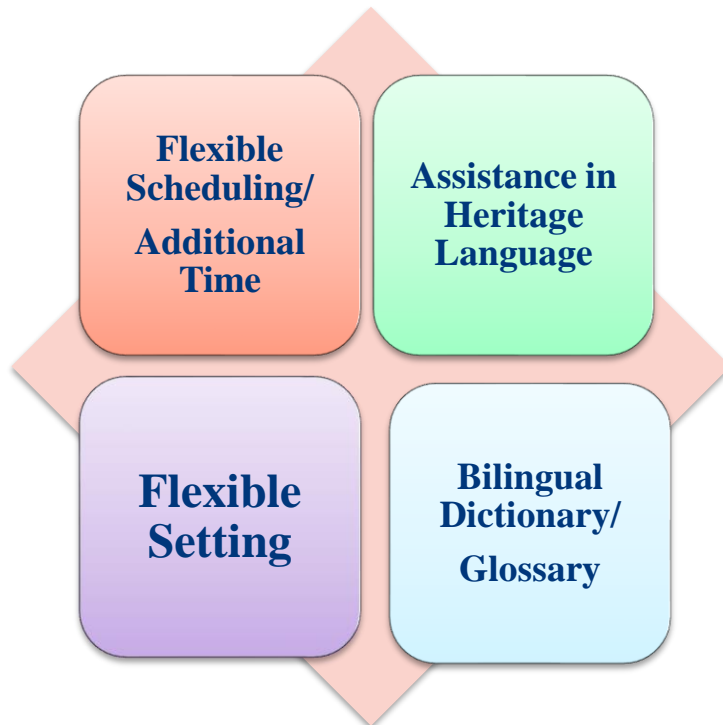 Flexible
Scheduling/
Additional
Time
Assistance in
Heritage
Language
Flexible
Setting
Bilingual
Dictionary/
Glossary